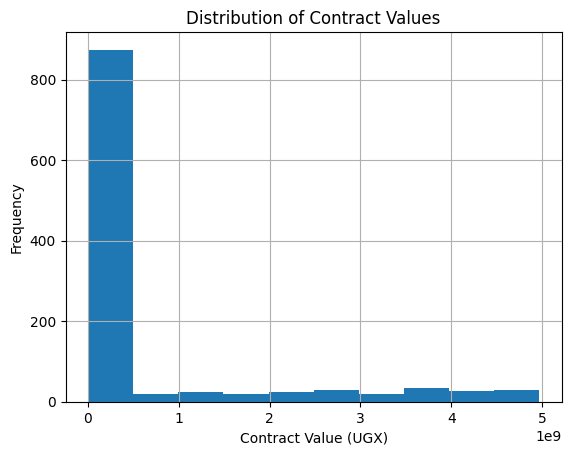 Distribution of Contract Values
Frequency
800
600
400
200
0
0 1 2 3 4 5
1e9
Contract Value (UGX)